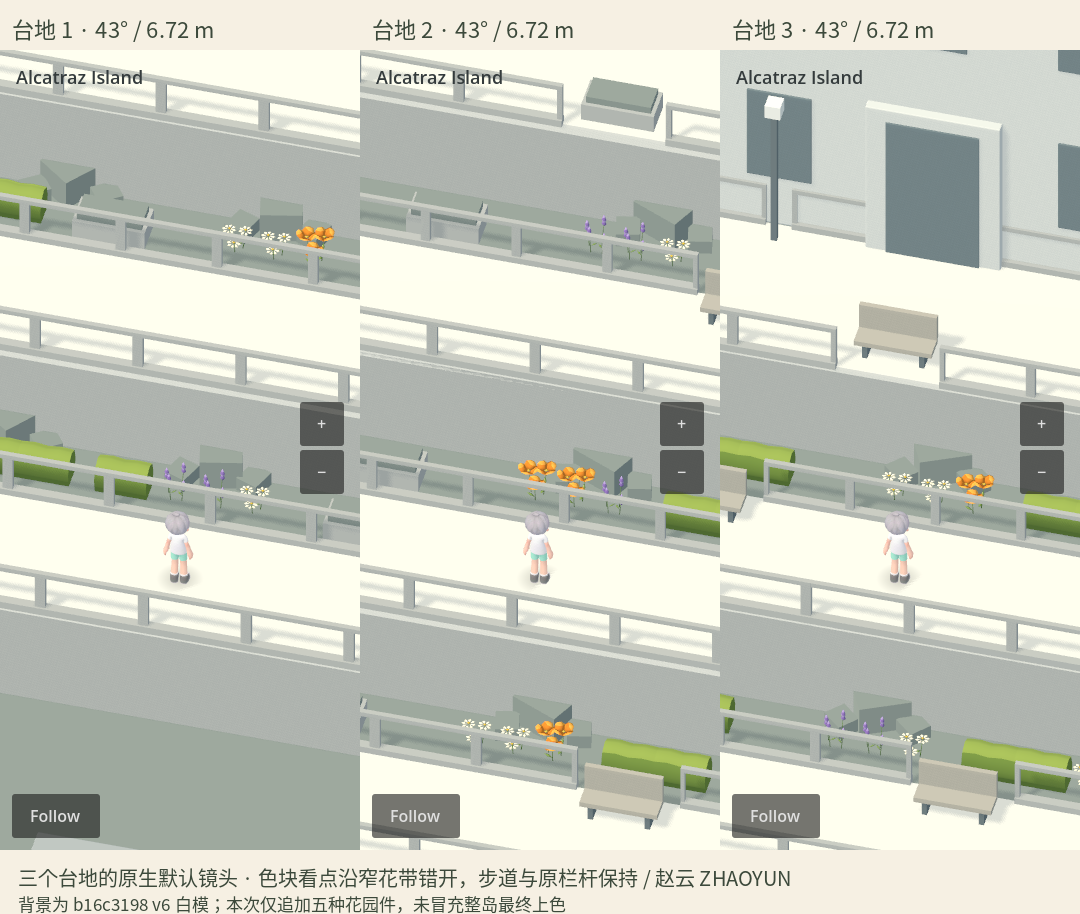 台地 1 · 43° / 6.72 m
台地 2 · 43° / 6.72 m
台地 3 · 43° / 6.72 m
Alcatraz Island
Alcatraz Island
Alcatraz Island
+
+
+
−
−
−
Follow
Follow
Follow
三个台地的原生默认镜头 · 色块看点沿窄花带错开，步道与原栏杆保持 / 赵云 ZHAOYUN
背景为 b16c3198 v6 白模；本次仅追加五种花园件，未冒充整岛最终上色